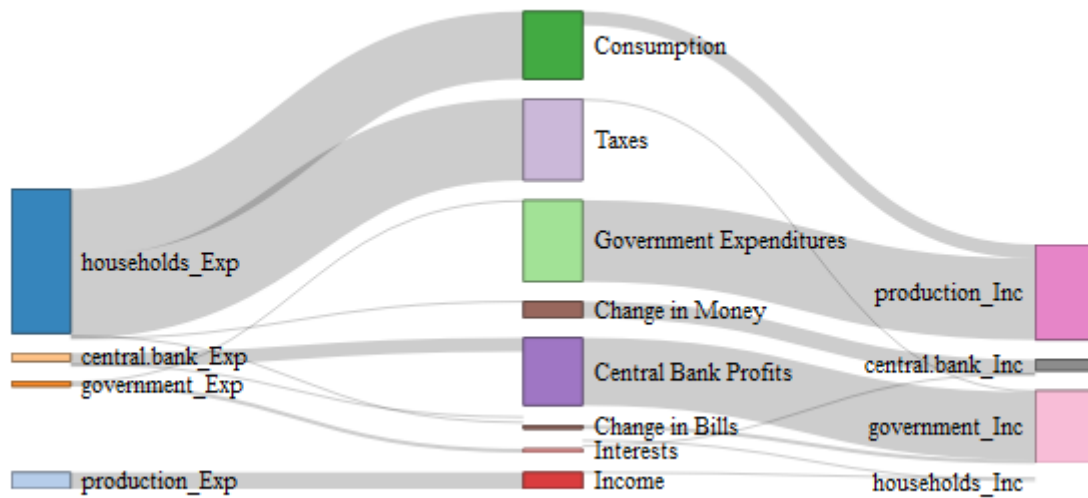 Consumption
Taxes
households_Exp
Government Expenditures
production_Inc
Change in Money
central.bank_Exp
central.bank_Inc
government_Exp
Central Bank Profits
Change in Bills
government_Inc
Interests
production_Exp
Income
households_Inc